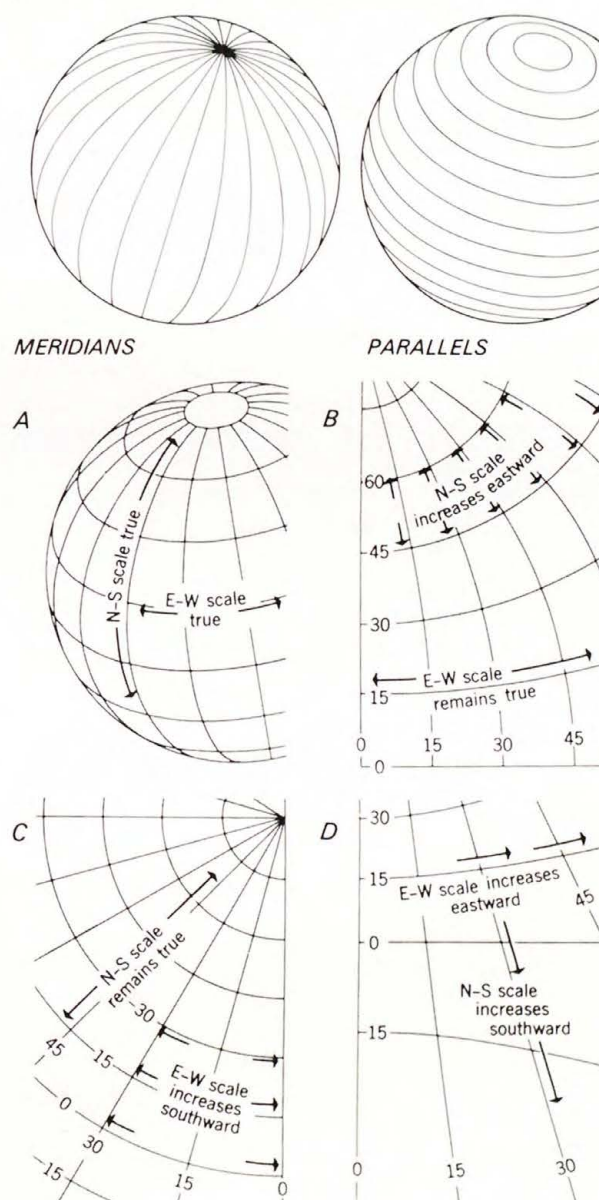 MERIDIANS
PARALLELS
A
N-S scale true
E-W scale
true
B
60
N-S scale
increases eastward
45
30
E-W scale
remains true
15
0
15
30
45
0
C
N-S scale
remains true
30
45
15
E-W scale
increases
southward
0
30
15
15
0
D
30
E-W scale increases
eastward
15
45
0
N-S scale
increases
southward
15
0
15
30